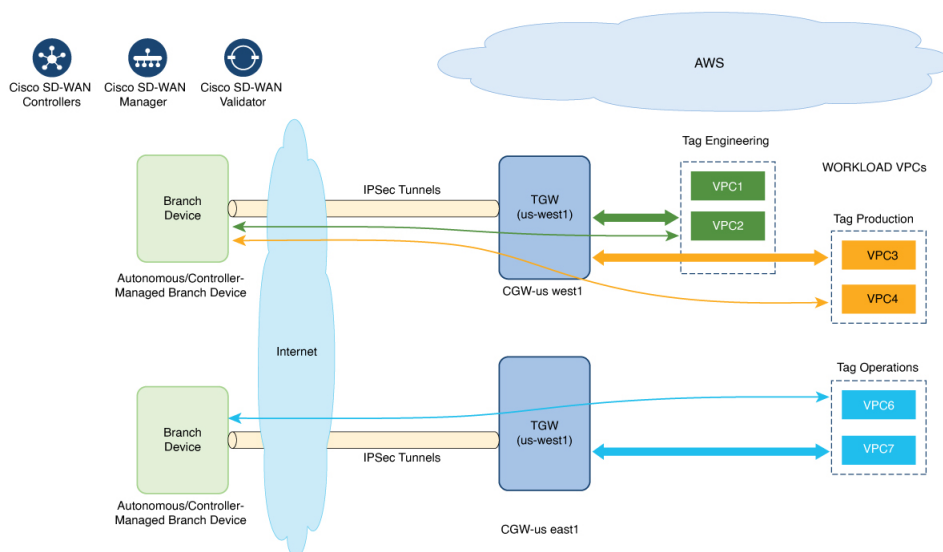 Cisco SD-WAN
Controllers
Cisco SD-WAN
Manager
Cisco SD-WAN
Validator
AWS
Tag Engineering
WORKLOAD VPCs
VPC1
VPC2
Tag Production
VPC3
VPC4
IPSec Tunnels
Branch
Device
TGW
(us-west1)
Autonomous/Controller-
Managed Branch Device
CGW-us west1
Internet
Tag Operations
VPC6
VPC7
Branch
Device
TGW
(us-west1)
IPSec Tunnels
Autonomous/Controller-
Managed Branch Device
CGW-us east1